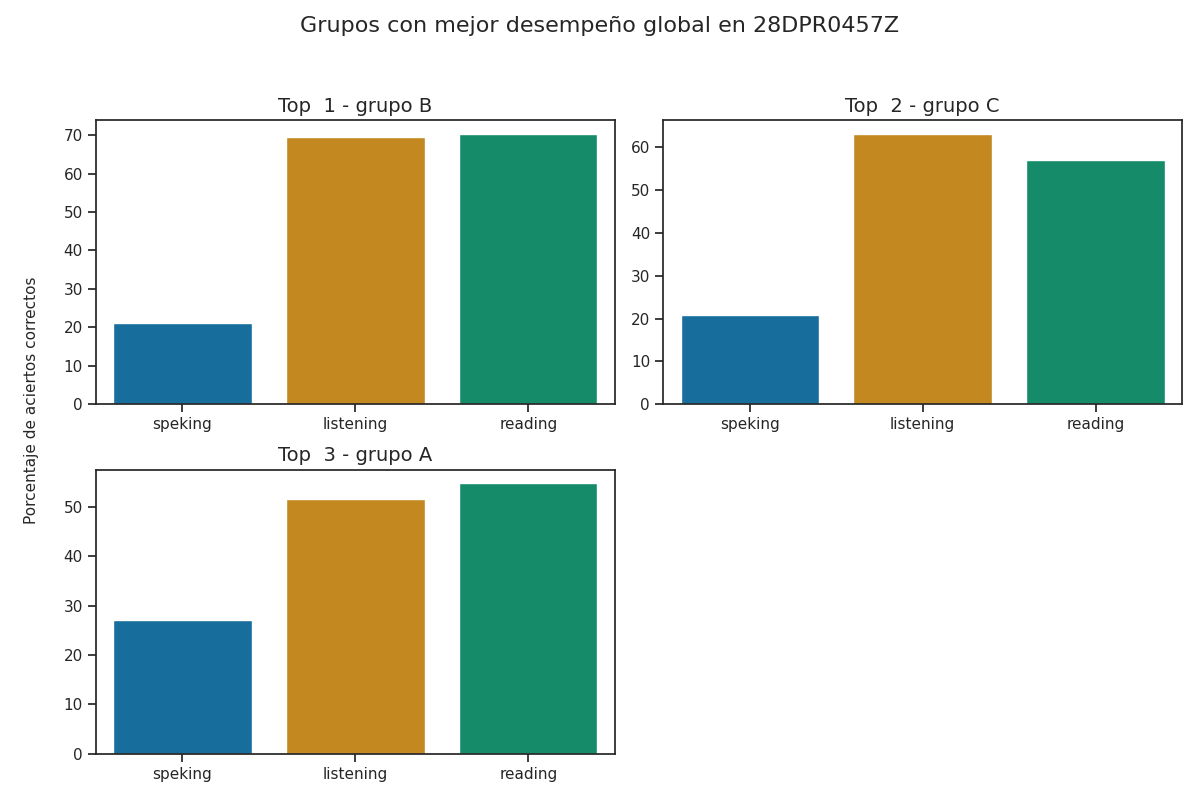 Grupos con mejor desempeño global en 28DPR0457Z
Porcentaje de aciertos correctos
Top  1 - grupo B
70
60
50
40
30
20
10
0
speking listening reading
Top  2 - grupo C
60
50
40
30
20
10
0
speking listening reading
Top  3 - grupo A
50
40
30
20
10
0
speking listening reading